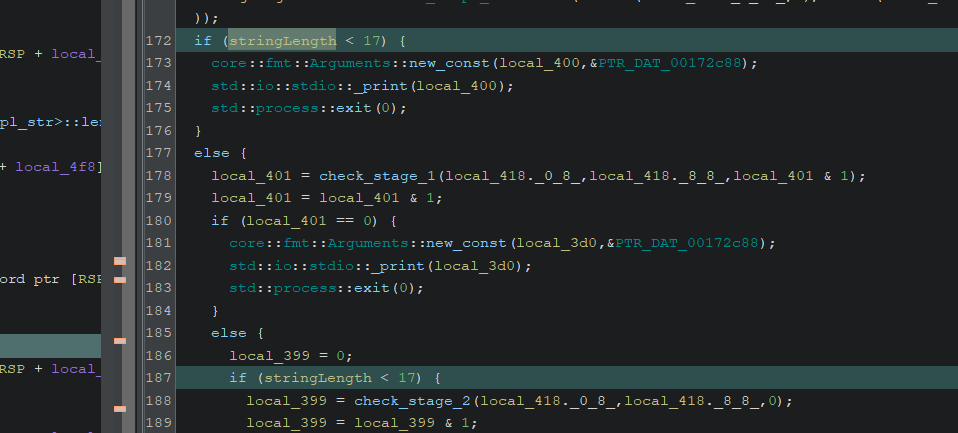 ));
172 if (stringLength < 17) {
RSP + local_
173 core::fmt::Arguments::new_const(local_400,&PTR_DAT_00172c88);
174 std::io::stdio::_print(local_400);
175 std::process::exit(0);
pl_str>::le
176 }
177 else {
+ local_4f8]
178 local_401 = check_stage_1(local_418._0_8_,local_418._8_8_,local_401 & 1);
179 local_401 = local_401 & 1;
180 if (local_401 == 0) {
181 core::fmt::Arguments::new_const(local_3d0,&PTR_DAT_00172c88);
182 std::io::stdio::_print(local_3d0);
ord ptr [RSP
183 std::process::exit(0);
184 }
185 else {
186 local_399 = 0;
RSP + local_
187 if (stringLength < 17) {
188 local_399 = check_stage_2(local_418._0_8_,local_418._8_8_,0);
189 local_399 = local_399 & 1;